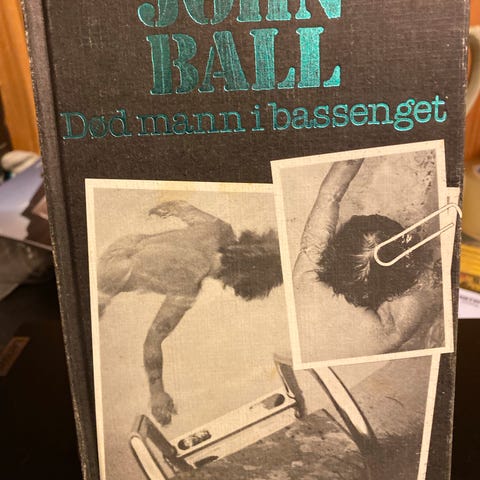 JOHN
BALL
Død mann i bassenget